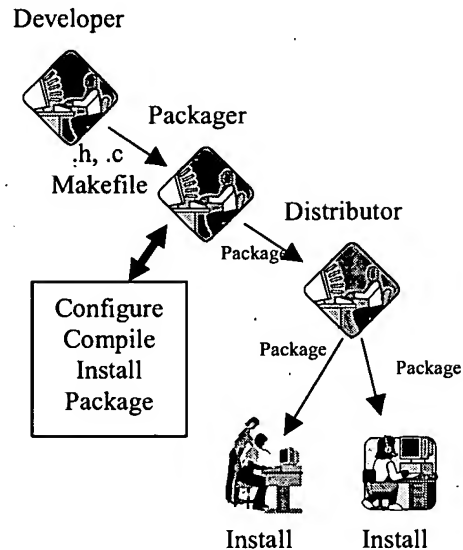 Developer
Packager
.h, .c
Makefile
Distributor
Package
Configure
Compile
Install
Package
Package
Package
Install
Install